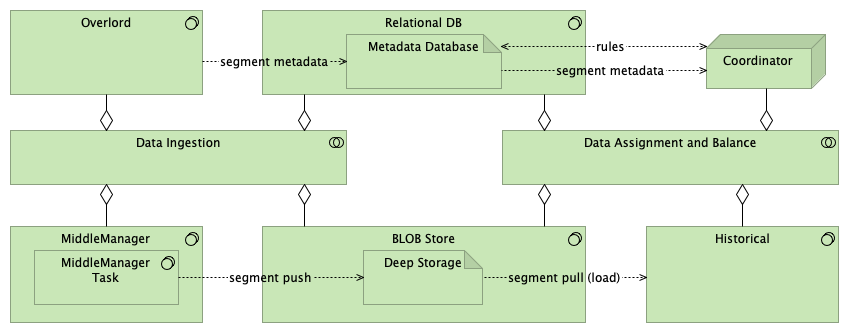 Overlord
Relational DB
Metadata Database
rules
segment metadata
segment metadata
Coordinator
Data Ingestion
Data Assignment and Balance
MiddleManager
BLOB Store
Historical
MiddleManager
Task
Deep Storage
segment push
segment pull (load)